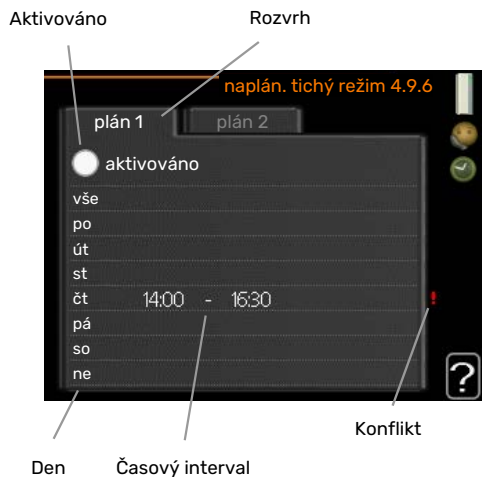 Aktivováno
Rozvrh
naplán. tichý režim 4.9.6
plán 1
plán 2
aktivováno
vše
po
út
st
čt 14:00 - 16:30 !
pá
so
ne
?
Konflikt
Den
Časový interval